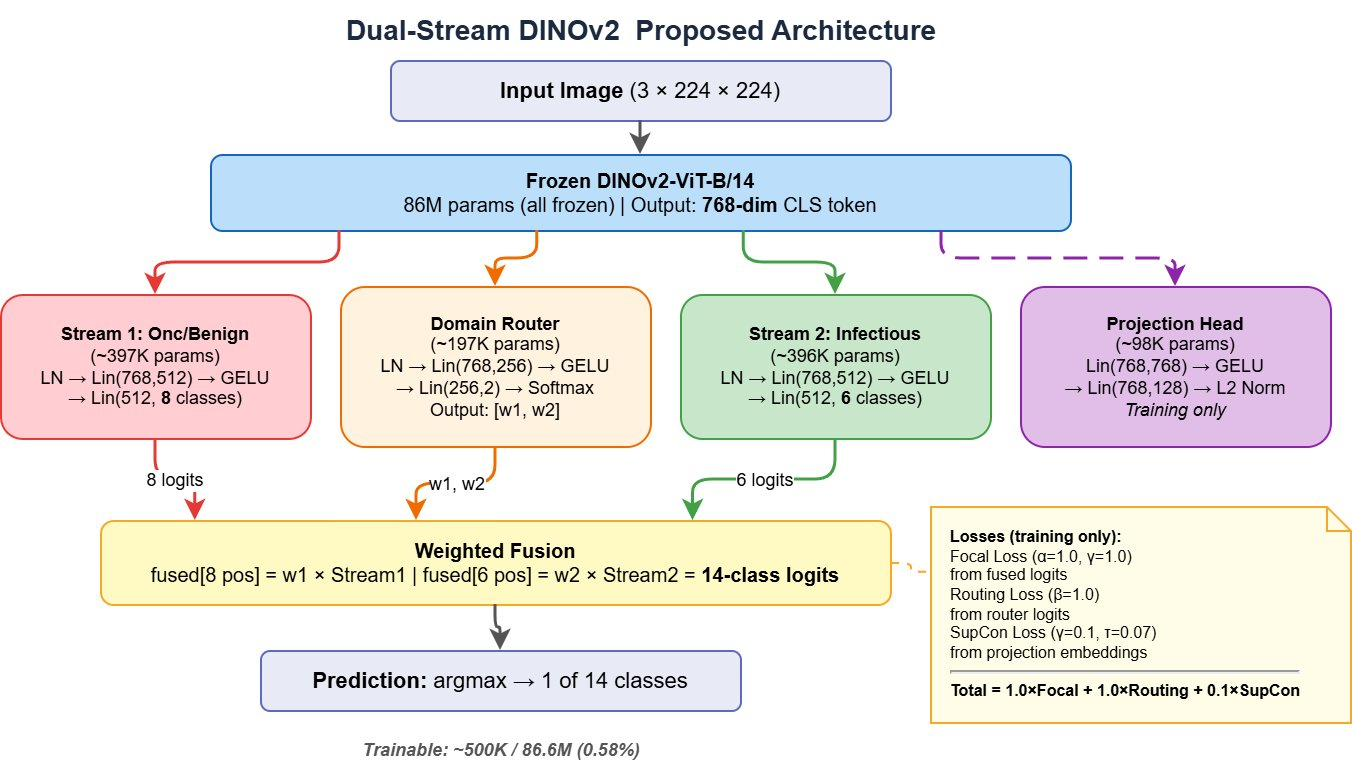 Dual-Stream DINOv2 Proposed Architecture
Input Image (3 × 224 × 224)
Frozen DINOv2-ViT-B/14
86M params (all frozen) | Output: 768-dim CLS token
Stream 1: Onc/Benign
(~397K params)
LN → Lin(768,512) → GELU
→ Lin(512, 8 classes)
Domain Router
(~197K params)
LN → Lin(768,256) → GELU
→ Lin(256,2) → Softmax
Output: [w1, w2]
Stream 2: Infectious
(~396K params)
LN → Lin(768,512) → GELU
→ Lin(512, 6 classes)
Projection Head
(~98K params)
Lin(768,768) → GELU
→ Lin(768,128) → L2 Norm
Training only
8 logits
w1, w2
6 logits
Weighted Fusion
fused[8 pos] = w1 × Stream1 | fused[6 pos] = w2 × Stream2 = 14-class logits
Losses (training only):
Focal Loss (α=1.0, γ=1.0)
from fused logits
Routing Loss (β=1.0)
from router logits
SupCon Loss (γ=0.1, τ=0.07)
from projection embeddings
Total = 1.0×Focal + 1.0×Routing + 0.1×SupCon
Prediction: argmax → 1 of 14 classes
Trainable: ~500K / 86.6M (0.58%)